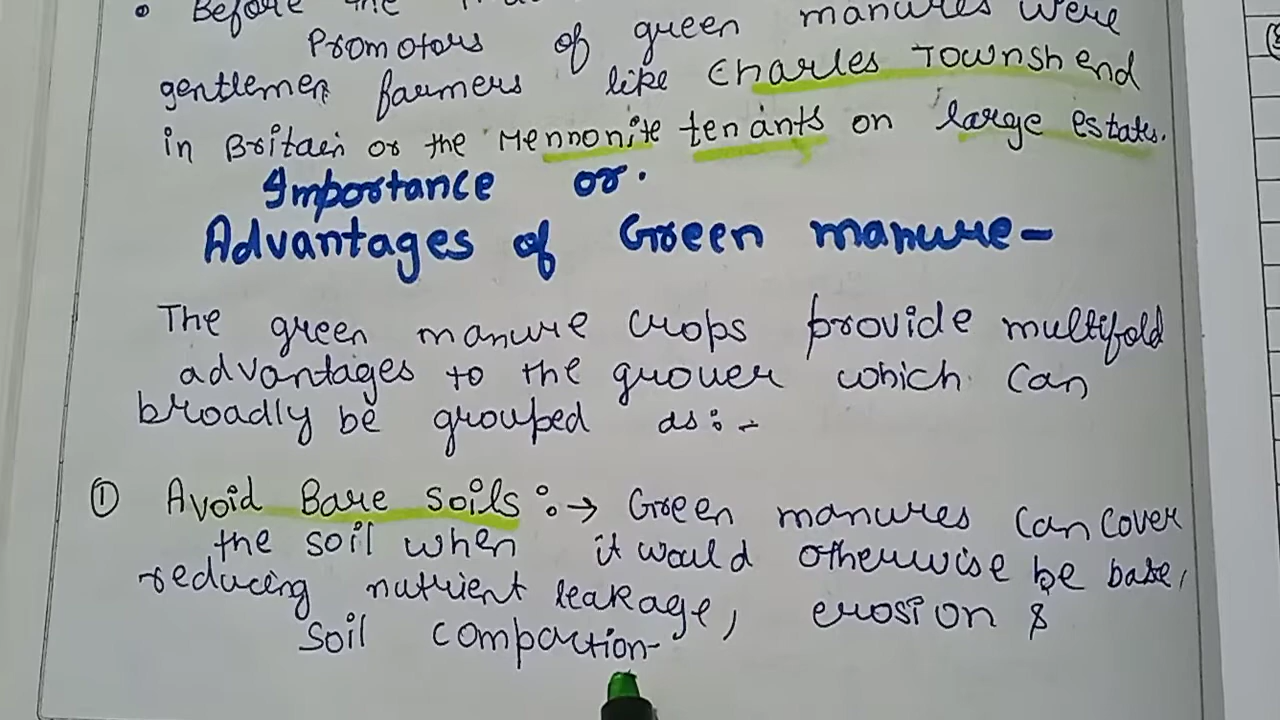 • Before the
Promotors of green manures were
gentlemen farmers like Charles Townshend
in Britain or the Mennonite tenants on large estates.
Importance or.
Advantages of Green manure-
The green manure crops provide multifold
advantages to the grower which can
broadly be grouped as:-
① Avoid Bare Soils :→ Green manures can cover
the soil when it would otherwise be bare,
reducing nutrient leakage, erosion &
soil compaction-